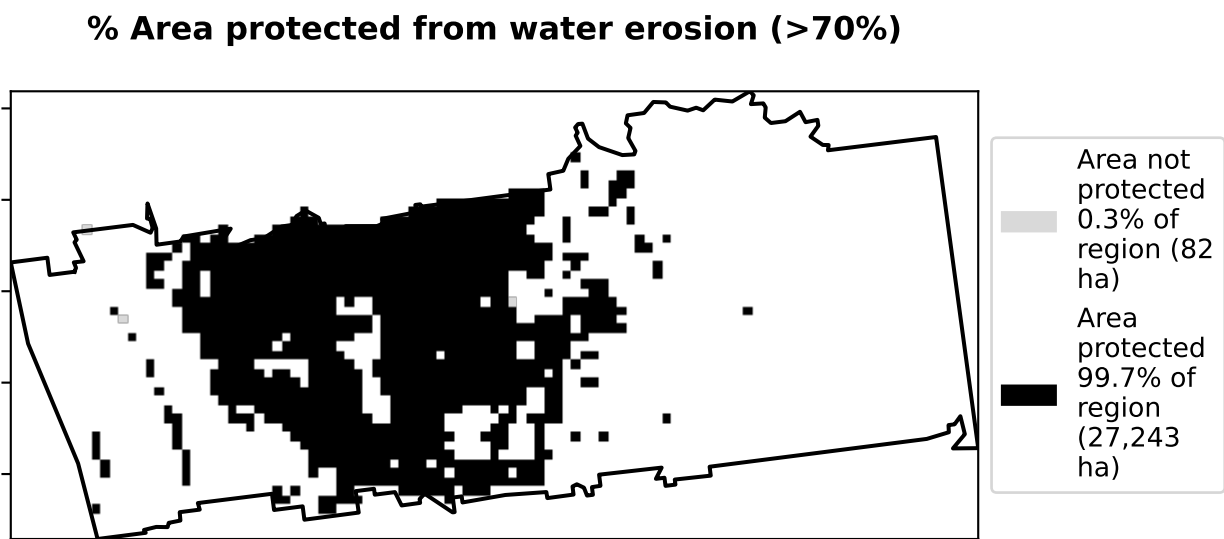 % Area protected from water erosion (>70%)
Area not
protected
0.3% of
region (82
ha)
Area
protected
99.7% of
region
(27,243
ha)